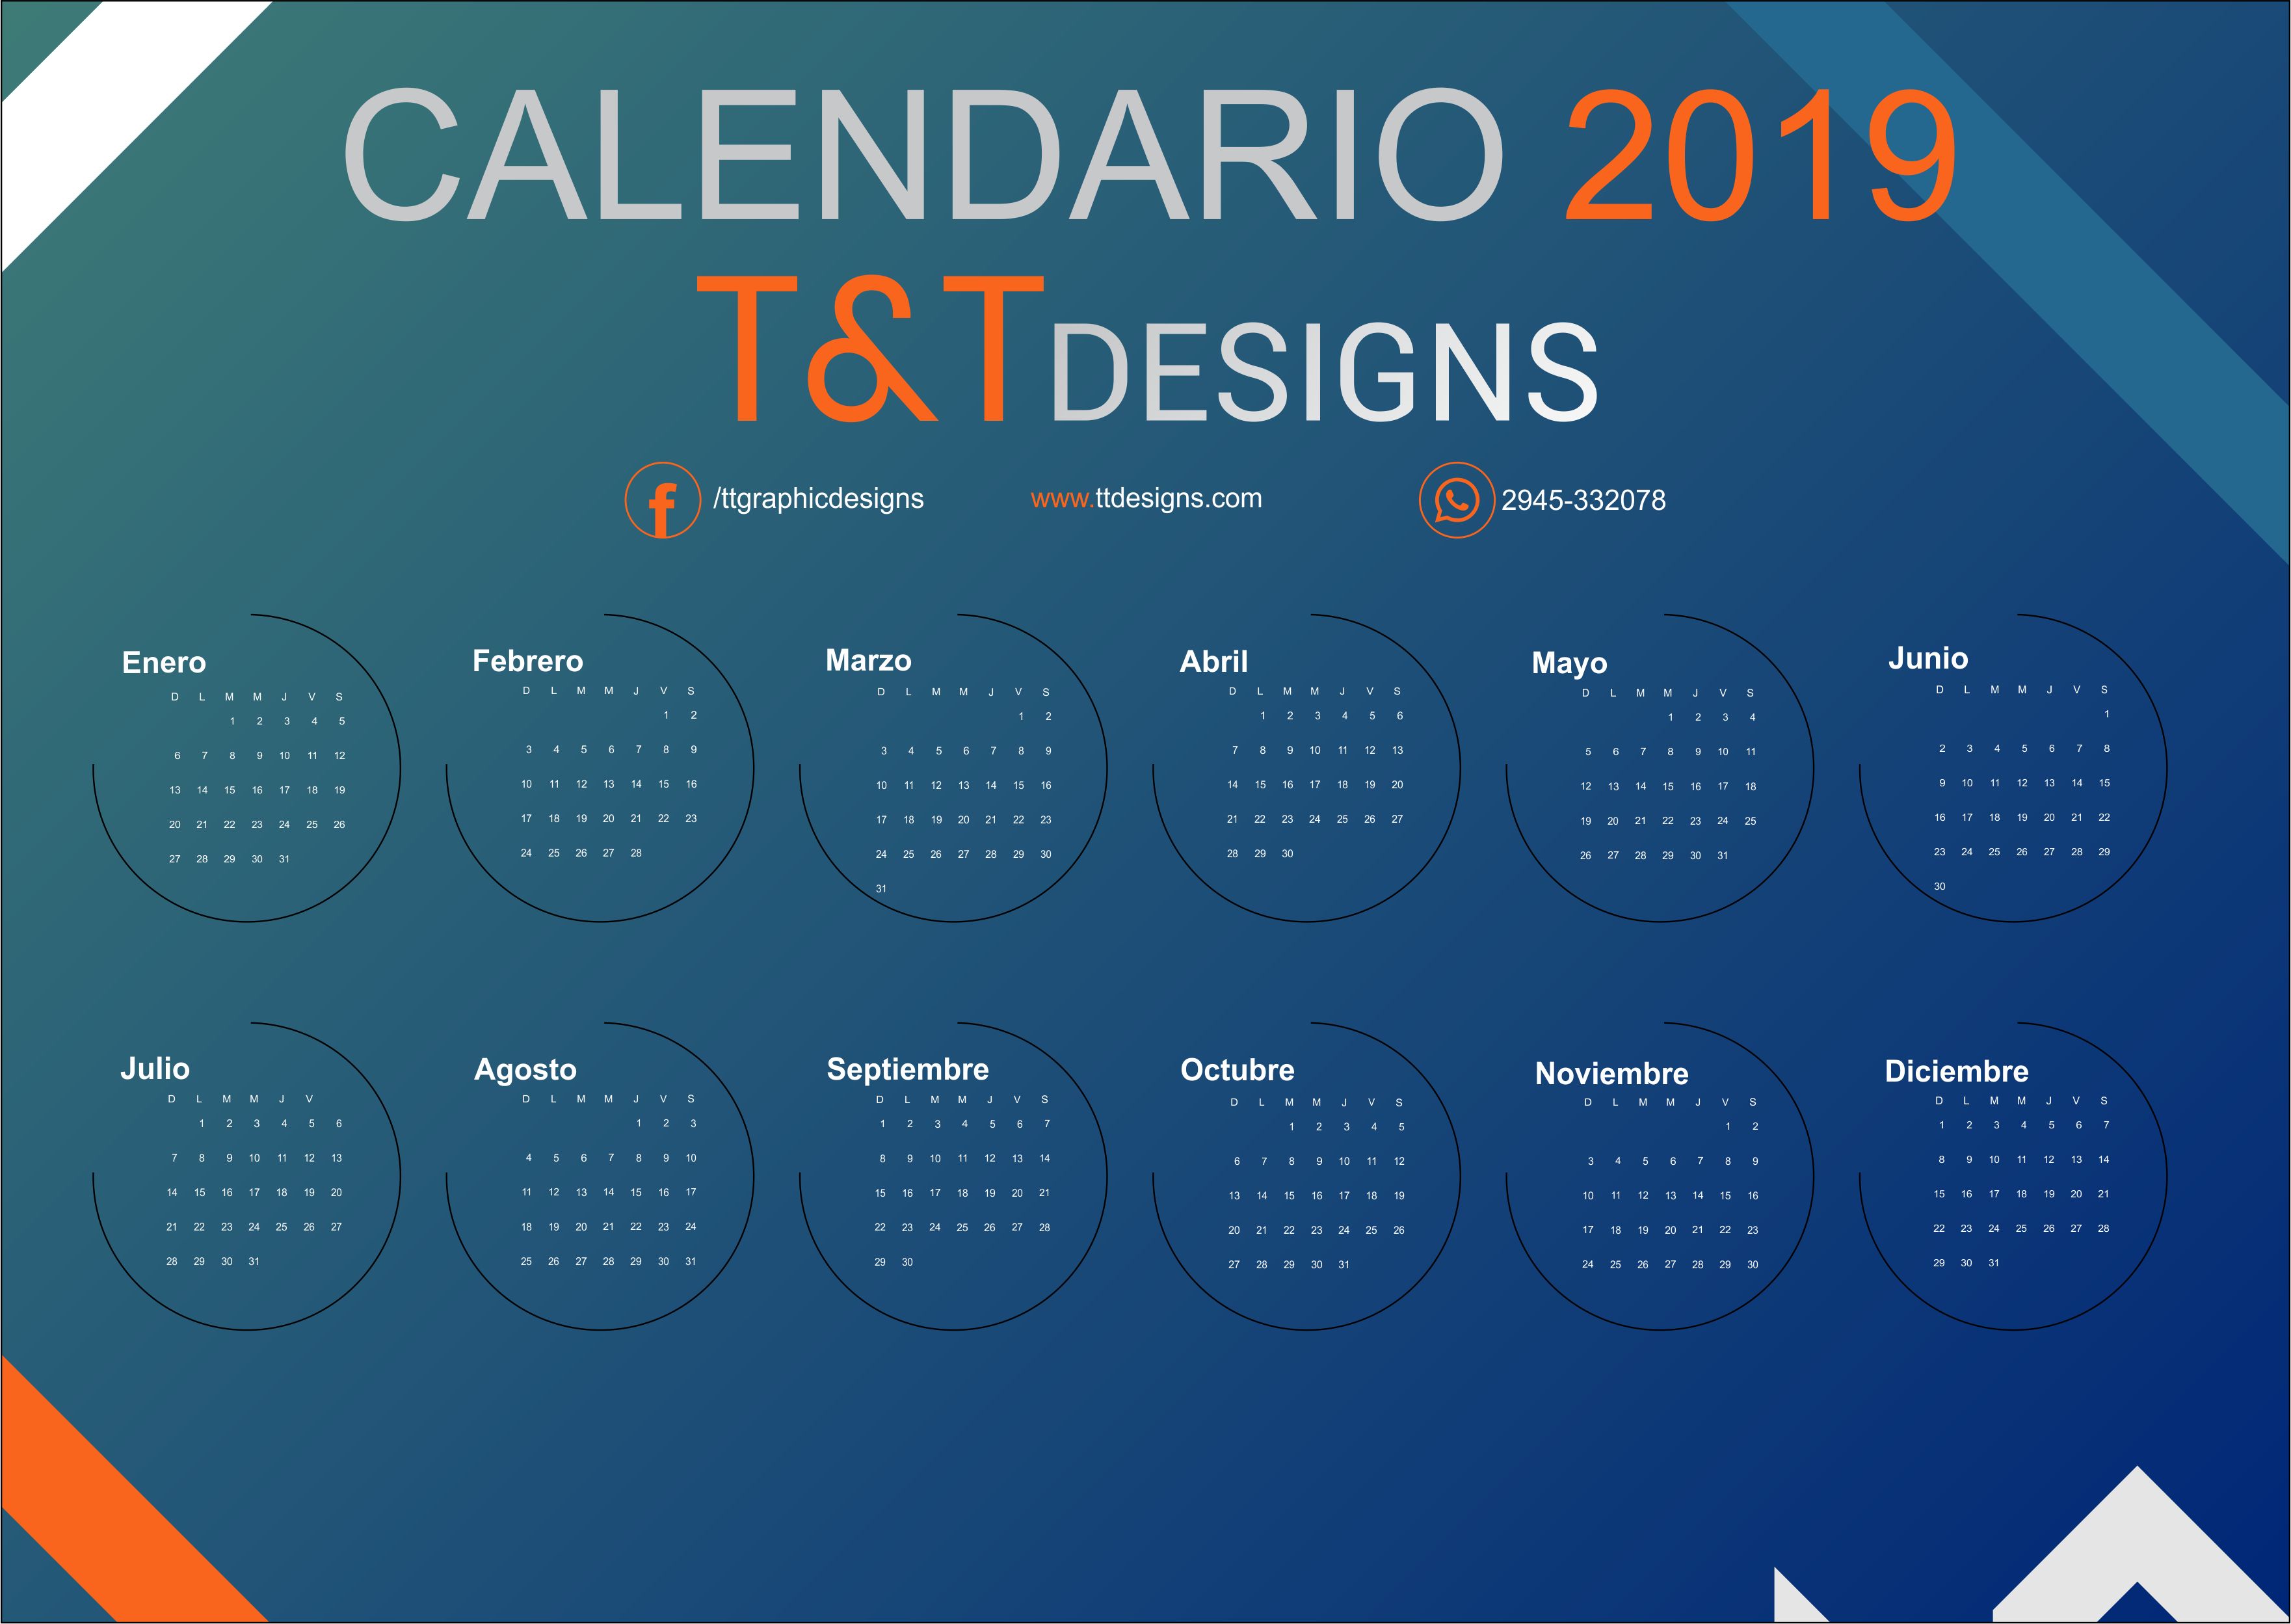 CALENDARIO 2019
T&T DESIGNS
/ttgraphicdesigns
www.ttdesigns.com
2945-332078
Enero
D L M M J V S
1 2 3 4 5
6 7 8 9 10 11 12
13 14 15 16 17 18 19
20 21 22 23 24 25 26
27 28 29 30 31
Febrero
D L M M J V S
1 2
3 4 5 6 7 8 9
10 11 12 13 14 15 16
17 18 19 20 21 22 23
24 25 26 27 28
Marzo
D L M M J V S
1 2
3 4 5 6 7 8 9
10 11 12 13 14 15 16
17 18 19 20 21 22 23
24 25 26 27 28 29 30
31
Abril
D L M M J V S
1 2 3 4 5 6
7 8 9 10 11 12 13
14 15 16 17 18 19 20
21 22 23 24 25 26 27
28 29 30
Mayo
D L M M J V S
1 2 3 4
5 6 7 8 9 10 11
12 13 14 15 16 17 18
19 20 21 22 23 24 25
26 27 28 29 30 31
Junio
D L M M J V S
1
2 3 4 5 6 7 8
9 10 11 12 13 14 15
16 17 18 19 20 21 22
23 24 25 26 27 28 29
30
Julio
D L M M J V
1 2 3 4 5 6
7 8 9 10 11 12 13
14 15 16 17 18 19 20
21 22 23 24 25 26 27
28 29 30 31
Agosto
D L M M J V S
1 2 3
4 5 6 7 8 9 10
11 12 13 14 15 16 17
18 19 20 21 22 23 24
25 26 27 28 29 30 31
Septiembre
D L M M J V S
1 2 3 4 5 6 7
8 9 10 11 12 13 14
15 16 17 18 19 20 21
22 23 24 25 26 27 28
29 30
Octubre
D L M M J V S
1 2 3 4 5
6 7 8 9 10 11 12
13 14 15 16 17 18 19
20 21 22 23 24 25 26
27 28 29 30 31
Noviembre
D L M M J V S
1 2
3 4 5 6 7 8 9
10 11 12 13 14 15 16
17 18 19 20 21 22 23
24 25 26 27 28 29 30
Diciembre
D L M M J V S
1 2 3 4 5 6 7
8 9 10 11 12 13 14
15 16 17 18 19 20 21
22 23 24 25 26 27 28
29 30 31